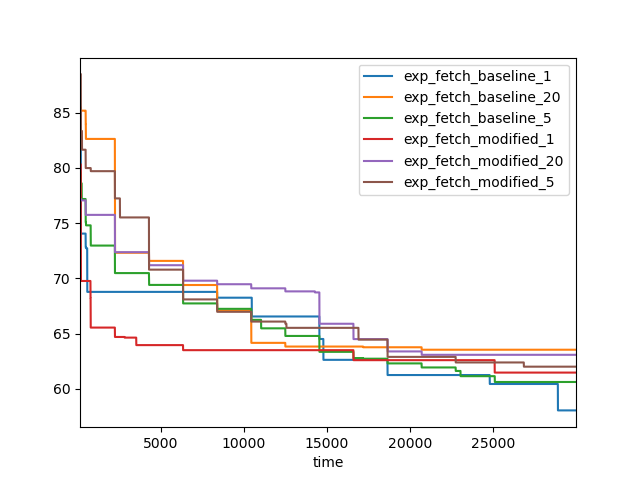 85
80
75
70
65
60
5000 10000 15000 20000 25000
time
exp_fetch_baseline_1
exp_fetch_baseline_20
exp_fetch_baseline_5
exp_fetch_modified_1
exp_fetch_modified_20
exp_fetch_modified_5